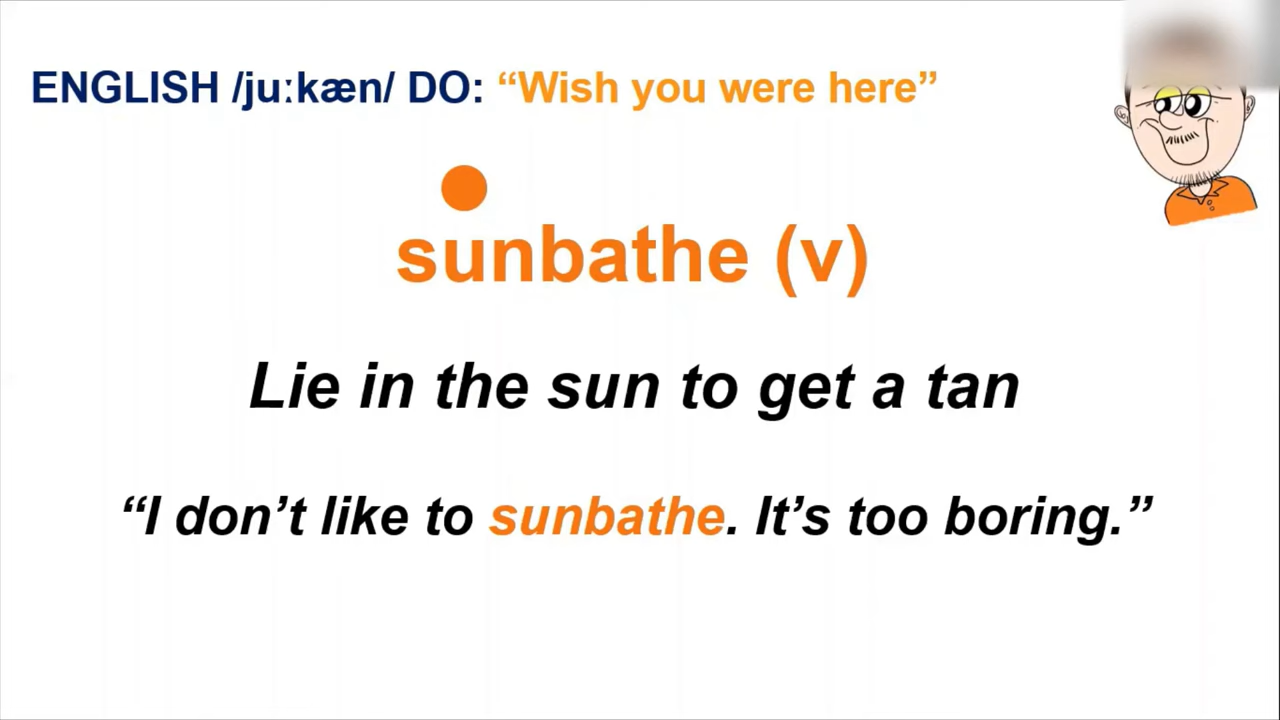 ENGLISH /juːkæn/ DO: “Wish you were here”
sunbathe (v)
Lie in the sun to get a tan
“I don’t like to sunbathe. It’s too boring.”